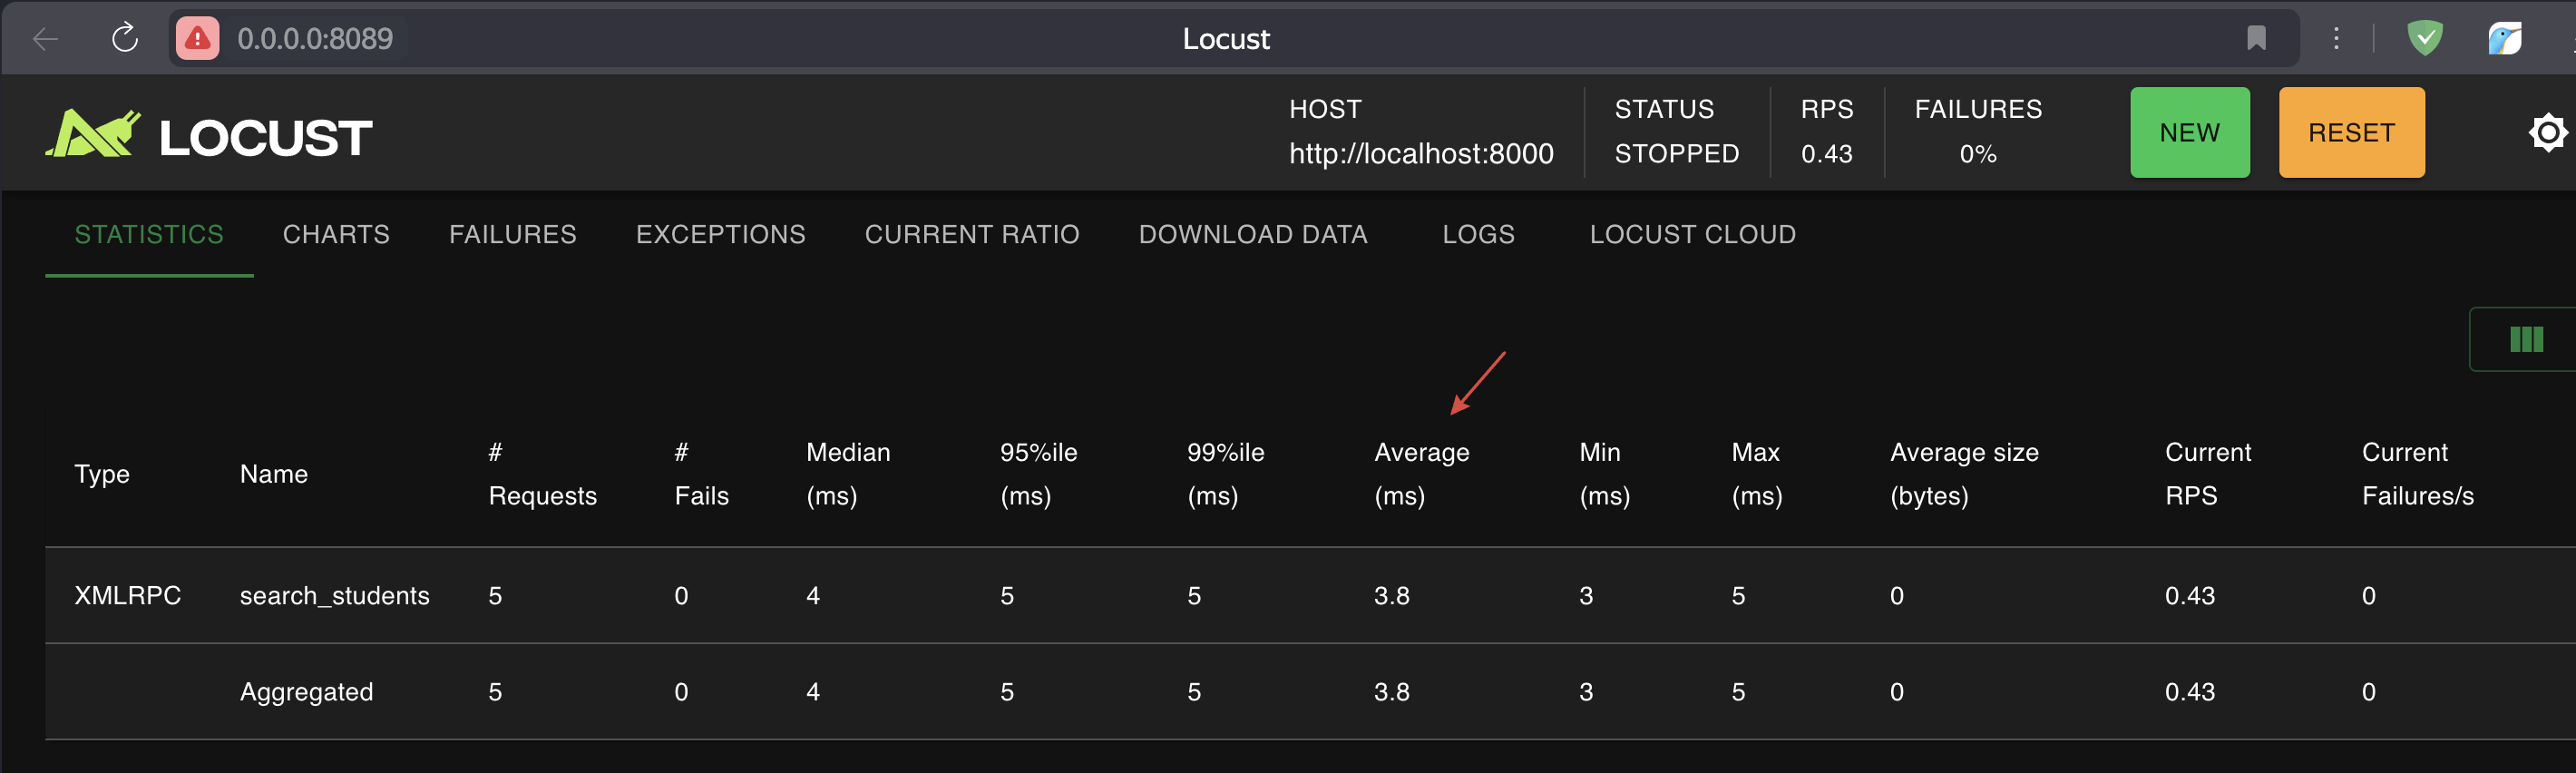 0.0.0.0:8089
Locust
LOCUST
HOST
http://localhost:8000
STATUS
STOPPED
RPS
0.43
FAILURES
0%
NEW
RESET
STATISTICS CHARTS FAILURES EXCEPTIONS CURRENT RATIO DOWNLOAD DATA LOGS LOCUST CLOUD
Type Name # Requests # Fails Median (ms) 95%ile (ms) 99%ile (ms) Average (ms) Min (ms) Max (ms) Average size (bytes) Current RPS Current Failures/s
XMLRPC search_students 5 0 4 5 5 3.8 3 5 0 0.43 0
Aggregated 5 0 4 5 5 3.8 3 5 0 0.43 0